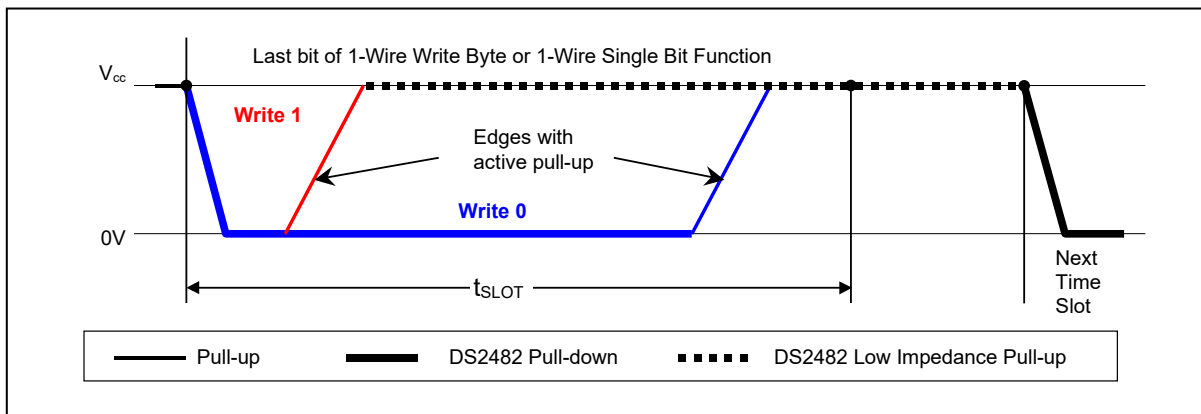 Last bit of 1-Wire Write Byte or 1-Wire Single Bit Function
Vcc
Write 1
Edges with
active pull-up
Write 0
0V
tSLOT
Next
Time
Slot
Pull-up
DS2482 Pull-down
DS2482 Low Impedance Pull-up